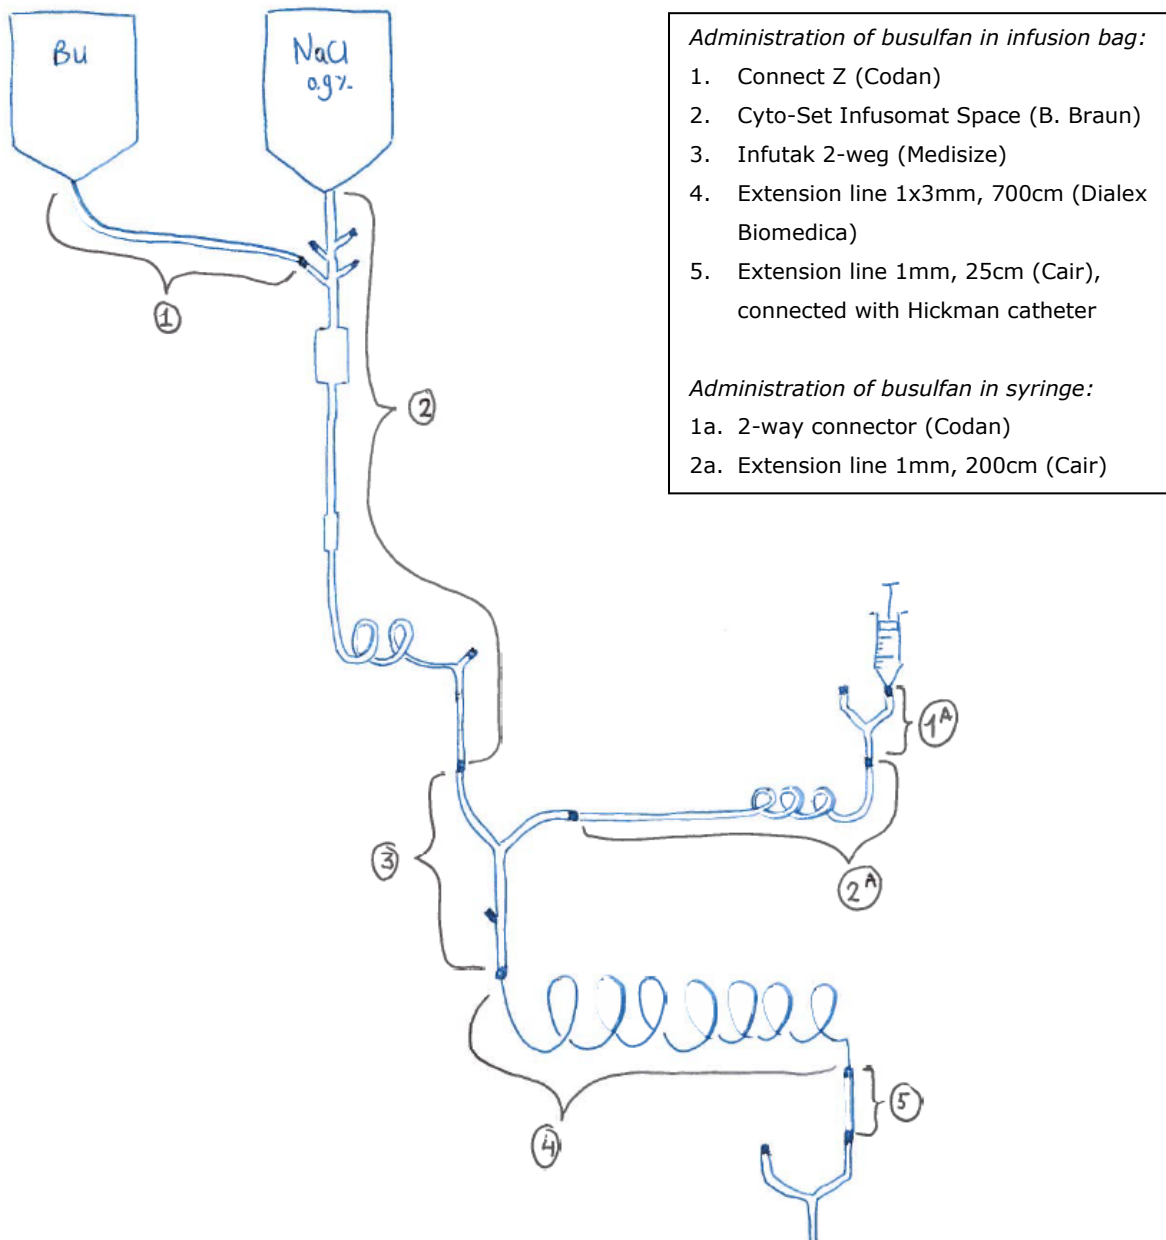 Bu
NaCl
0.9%
Administration of busulfan in infusion bag:
1. Connect Z (Codan)
2. Cyto-Set Infusomat Space (B. Braun)
3. Infutak 2-weg (Medisize)
4. Extension line 1x3mm, 700cm (Dialex
Biomedica)
5. Extension line 1mm, 25cm (Cair),
connected with Hickman catheter
Administration of busulfan in syringe:
1a. 2-way connector (Codan)
2a. Extension line 1mm, 200cm (Cair)
1
2
1A
3
2A
5
4